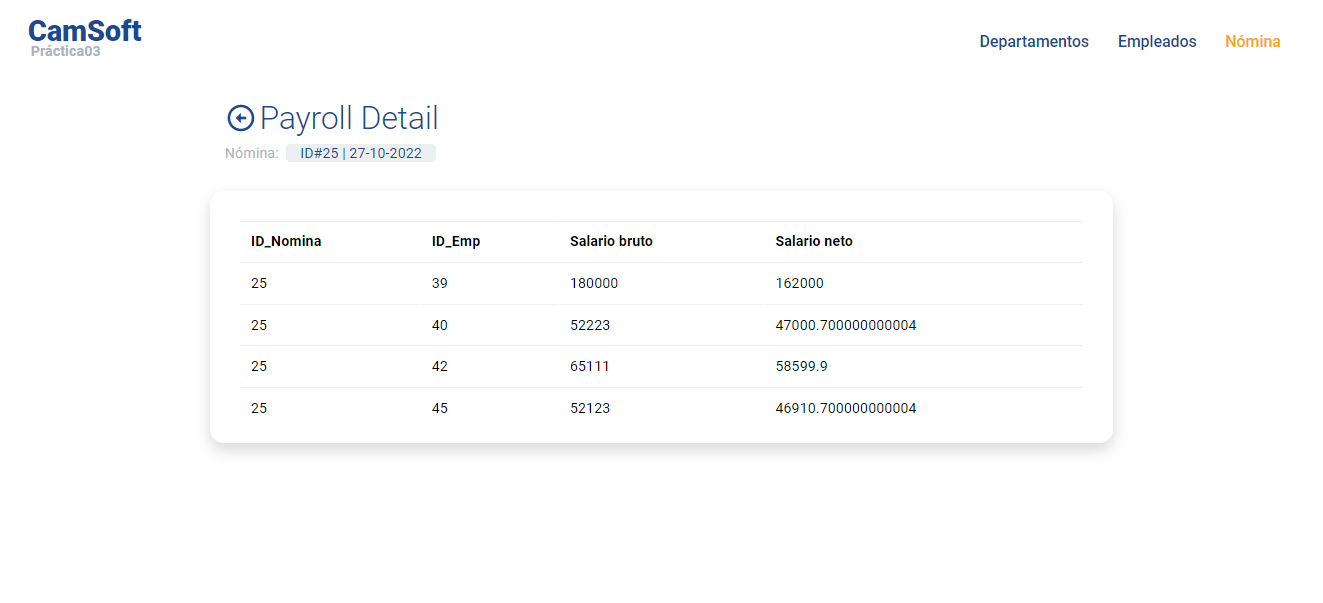 CamSoft
Práctica03
Departamentos Empleados Nómina
Payroll Detail
Nómina: ID#25 | 27-10-2022
ID_Nomina ID_Emp Salario bruto Salario neto
25 39 180000 162000
25 40 52223 47000.700000000004
25 42 65111 58599.9
25 45 52123 46910.700000000004